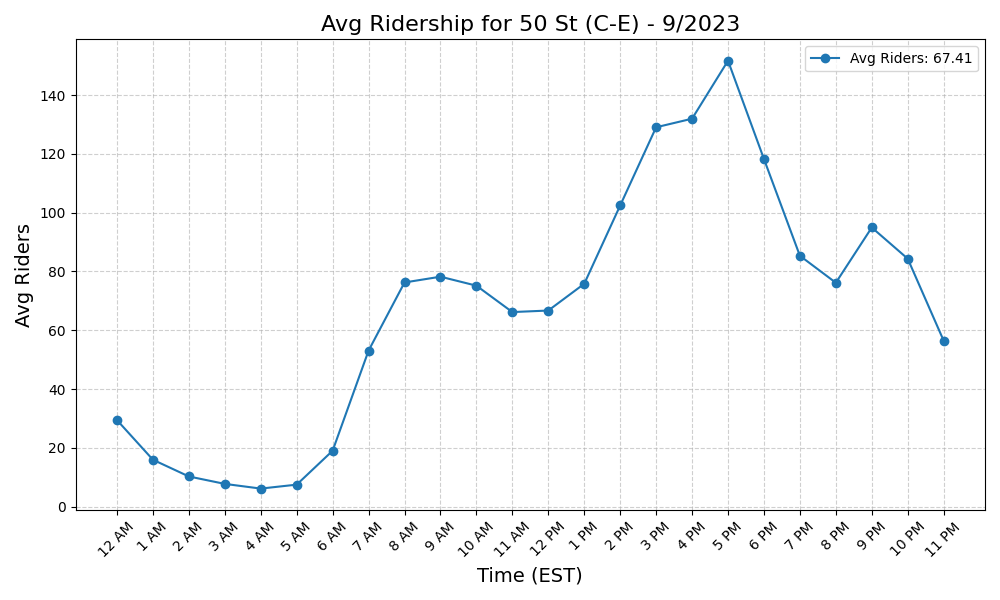 Avg Ridership for 50 St (C-E) - 9/2023
Avg Riders: 67.41
Avg Riders
140
120
100
80
60
40
20
0
12 AM
1 AM
2 AM
3 AM
4 AM
5 AM
6 AM
7 AM
8 AM
9 AM
10 AM
11 AM
12 PM
1 PM
2 PM
3 PM
4 PM
5 PM
6 PM
7 PM
8 PM
9 PM
10 PM
11 PM
Time (EST)